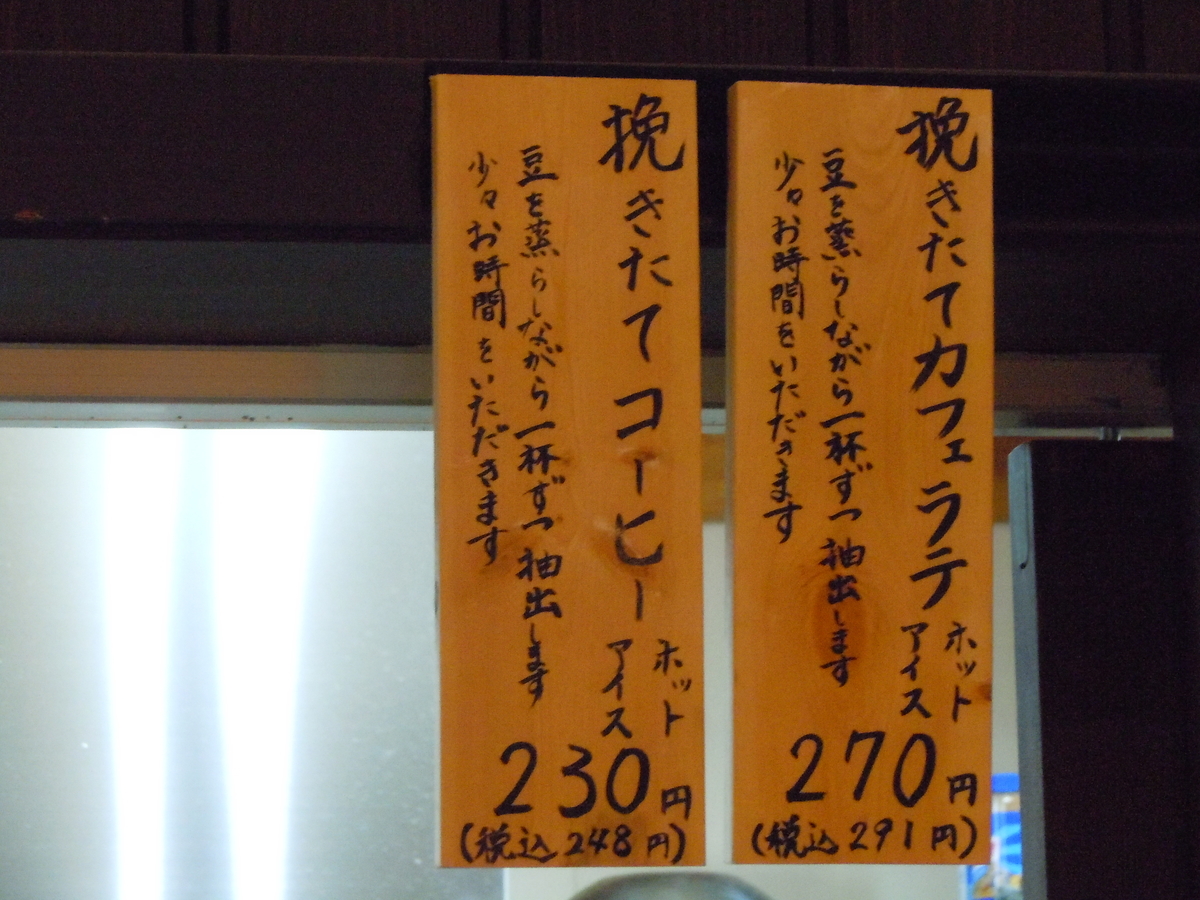 挽きたてカフェラテ
ホット
アイス
豆を蒸らしながら一杯ずつ抽出します
少々お時間をいただきます
270円
(税込291円)
挽きたてコーヒー
ホット
アイス
豆を蒸らしながら一杯ずつ抽出します
少々お時間をいただきます
230円
(税込248円)